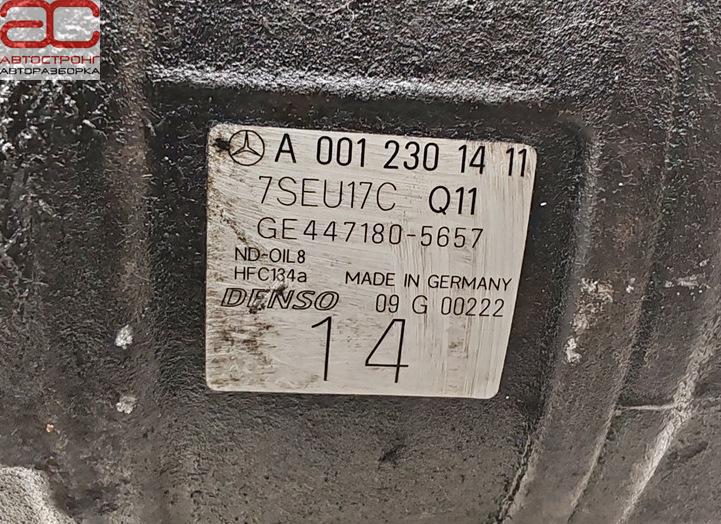 ac
АВТОСТРОНГ
АВТОРАЗБОРКА
A 001 230 14 11
7SEU17C Q11
GE447180-5657
ND-OIL8
HFC134a MADE IN GERMANY
DENSO 09 G 00222
14